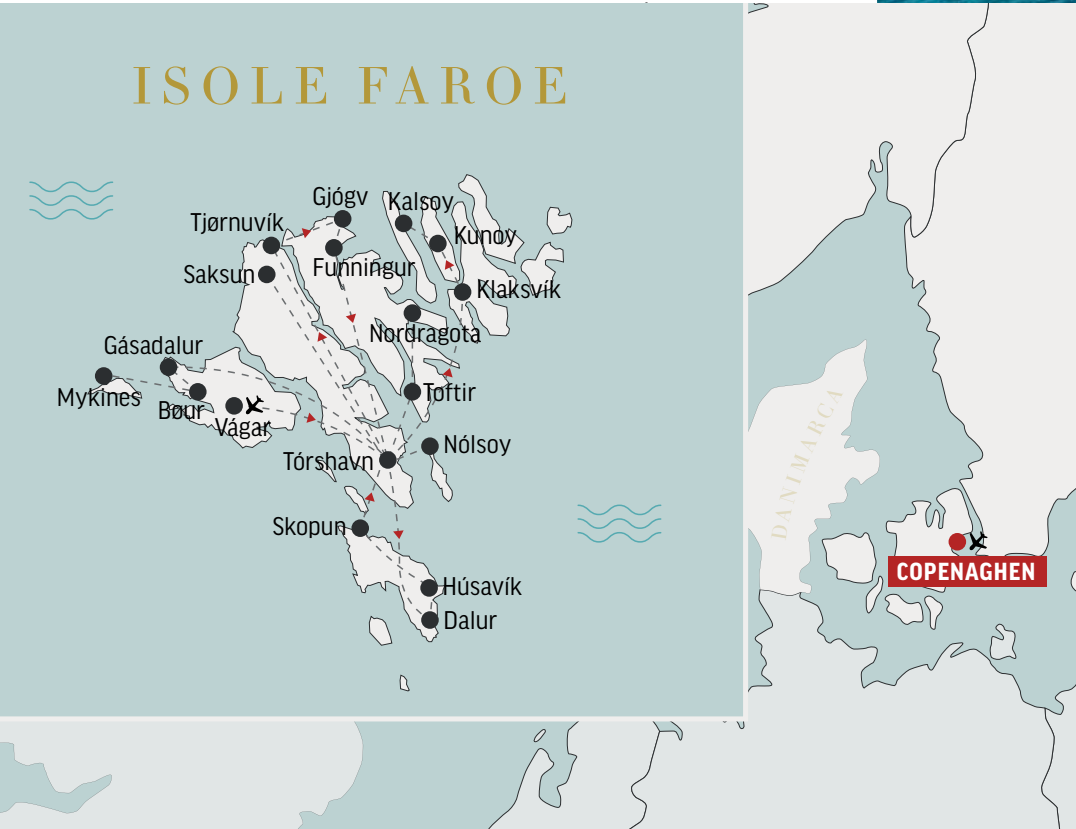 ISOLE FAROE
Gjógv
Kalsoy
Tjørnuvík
Kunoy
Saksun
Funningur
Klaksvík
Nordragota
Gásadalur
Mykines
Bøur
Toftir
Vágar
Nólsoy
Tórshavn
Skopun
Húsavík
Dalur
DANIMARCA
COPENAGHEN